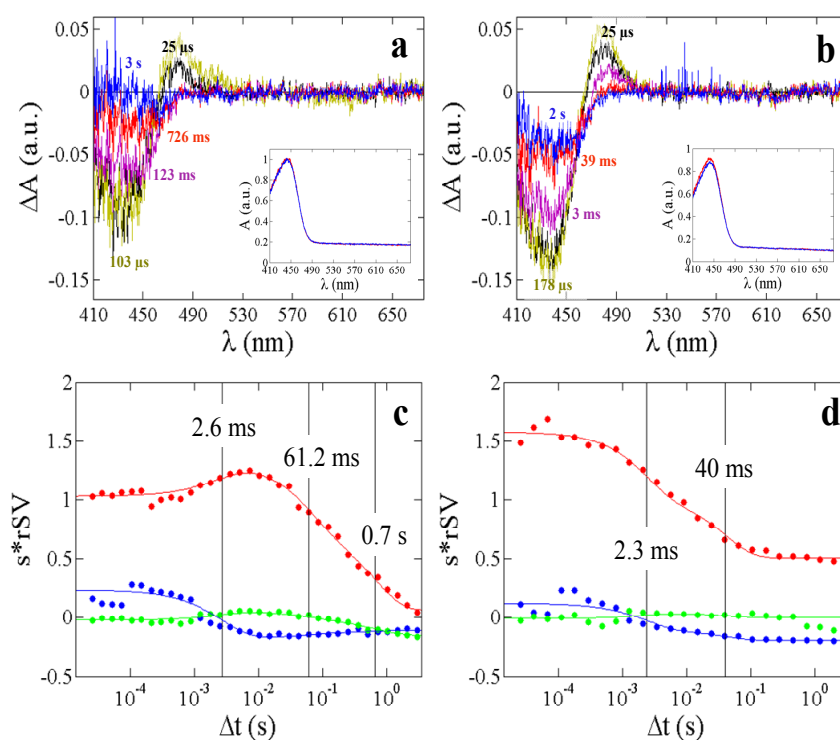 a
0.05
0
-0.05
-0.1
-0.15
ΔA (a.u.)
3 s
25 µs
726 ms
123 ms
103 µs
A (a.u.)
1
0.8
0.6
0.4
0.2
0
410 450 490 530 570 610 650
λ (nm)
410 450 490 530 570 610 650
λ (nm)
b
0.05
0
-0.05
-0.1
-0.15
ΔA (a.u.)
25 µs
2 s
39 ms
3 ms
178 µs
A (a.u.)
1
0.8
0.6
0.4
0.2
0
410 450 490 530 570 610 650
λ (nm)
410 450 490 530 570 610 650
λ (nm)
c
2
1.5
1
0.5
0
-0.5
s*rSV
2.6 ms
61.2 ms
0.7 s
10-4 10-3 10-2 10-1 100
Δt (s)
d
2
1.5
1
0.5
0
-0.5
s*rSV
40 ms
2.3 ms
10-4 10-3 10-2 10-1 100
Δt (s)